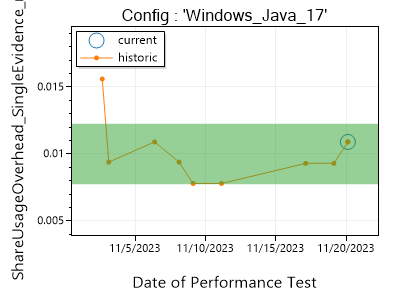 Config : 'Windows_Java_17'
current
historic
ShareUsageOverhead_SingleEvidence_
0.015
0.01
0.005
11/5/2023
11/10/2023
11/15/2023
11/20/2023
Date of Performance Test